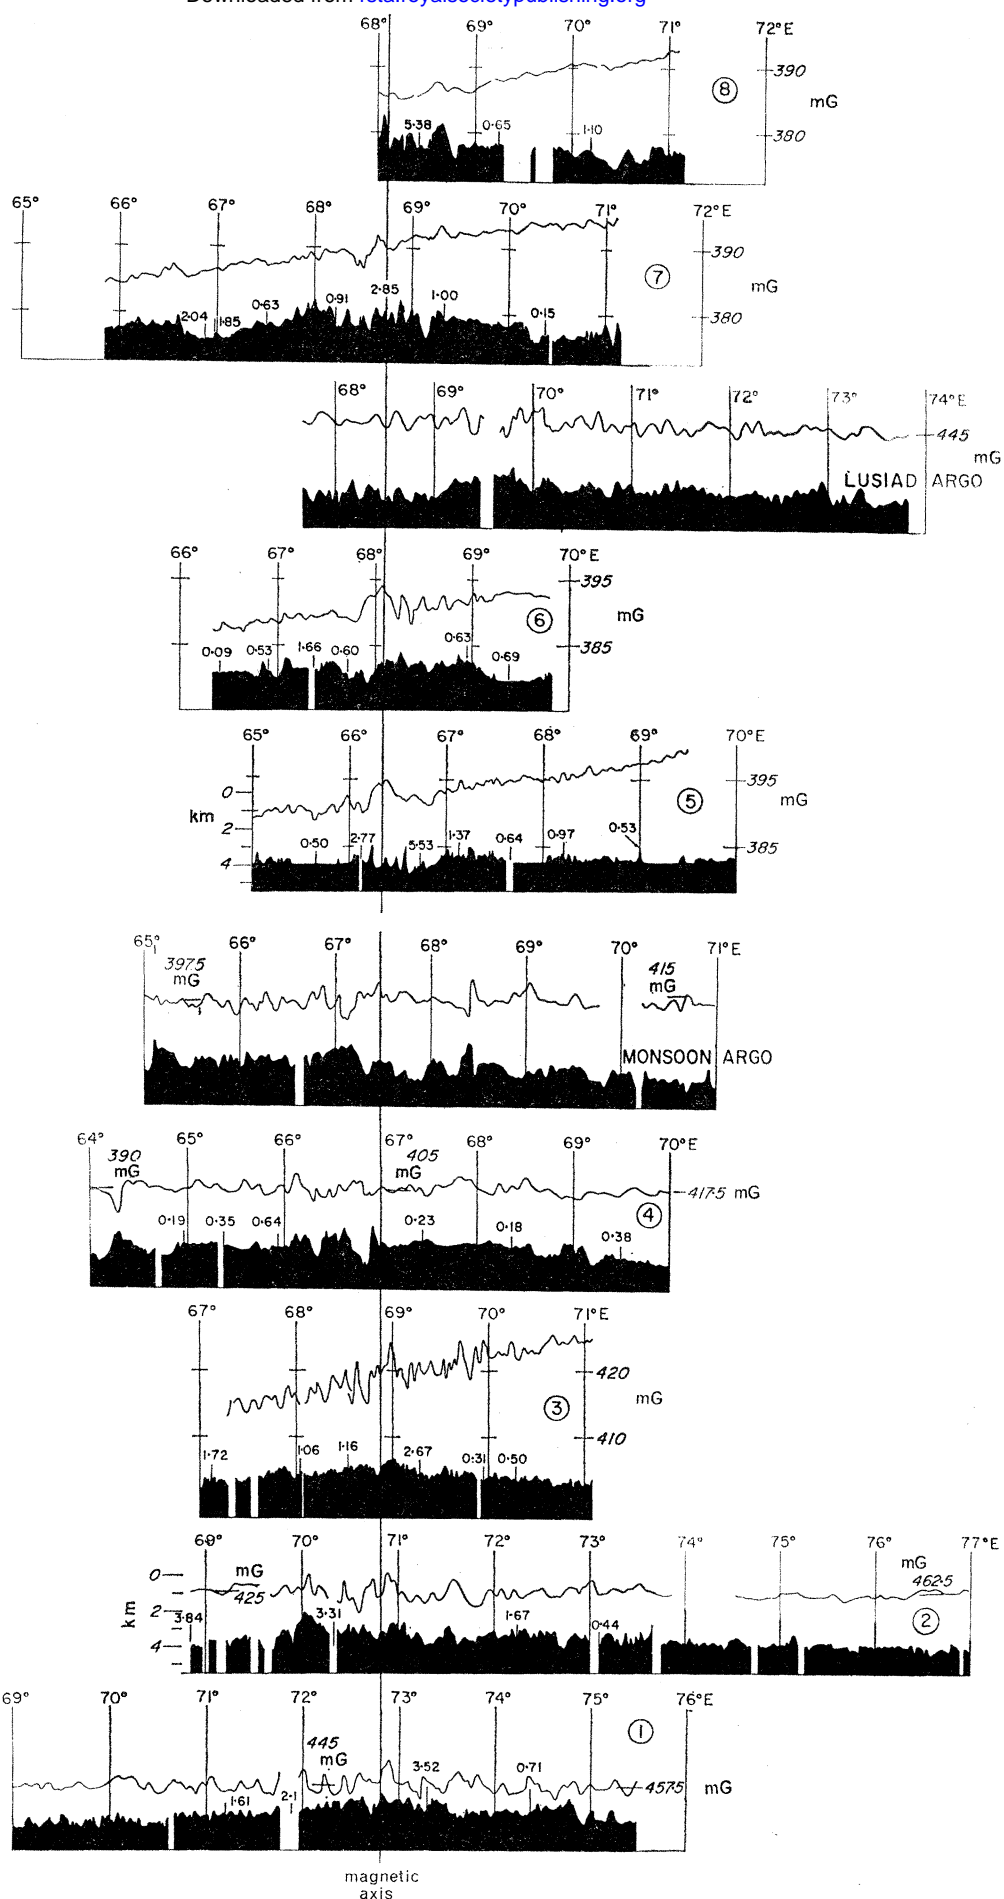 Downloaded from rsta.royalsocietypublishing.org
68° 69° 70° 71° 72°E
390
8
mG
5·38 0·65 1·10 380
65° 66° 67° 68° 69° 70° 71° 72°E
390
7
mG
2·04 1·85 0·63 0·91 2·85 1·00 0·15 380
68° 69° 70° 71° 72° 73° 74°E
445
mG
LUSIAD ARGO
66° 67° 68° 69° 70°E
395
6 mG
0·09 0·53 1·66 0·60 0·63 0·69 385
65° 66° 67° 68° 69° 70°E
0 395
km 5 mG
2
0·50 2·77 5·53 1·37 0·64 0·97 0·53 385
4
65° 66° 67° 68° 69° 70° 71°E
397·5 415
mG mG
MONSOON ARGO
64° 65° 66° 67° 68° 69° 70°E
390 405
mG mG
417·5 mG
4
0·19 0·35 0·64 0·23 0·18 0·38
67° 68° 69° 70° 71°E
420
mG
3
410
1·72 1·06 1·16 2·67 0·31 0·50
69° 70° 71° 72° 73° 74° 75° 76° 77°E
0 mG mG
425 462·5
km 2
3·84 3·31 1·67 0·44 2
4
69° 70° 71° 72° 73° 74° 75° 76°E
1
445
mG
3·52 0·71
457·5 mG
1·61 2·1
magnetic
axis